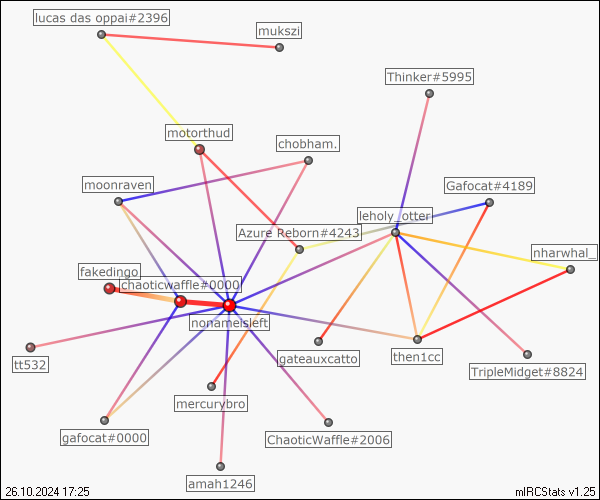 lucas das oppai#2396
mukszi
Thinker#5995
motorthud
chobham.
moonraven
Gafocat#4189
leholy_otter
Azure Reborn#4243
nharwhal_
fakedingo
chaoticwaffle#0000
nonameisleft
tt532
gateauxcatto
then1cc
TripleMidget#8824
mercurybro
gafocat#0000
ChaoticWaffle#2006
amah1246
26.10.2024 17:25
mIRCStats v1.25